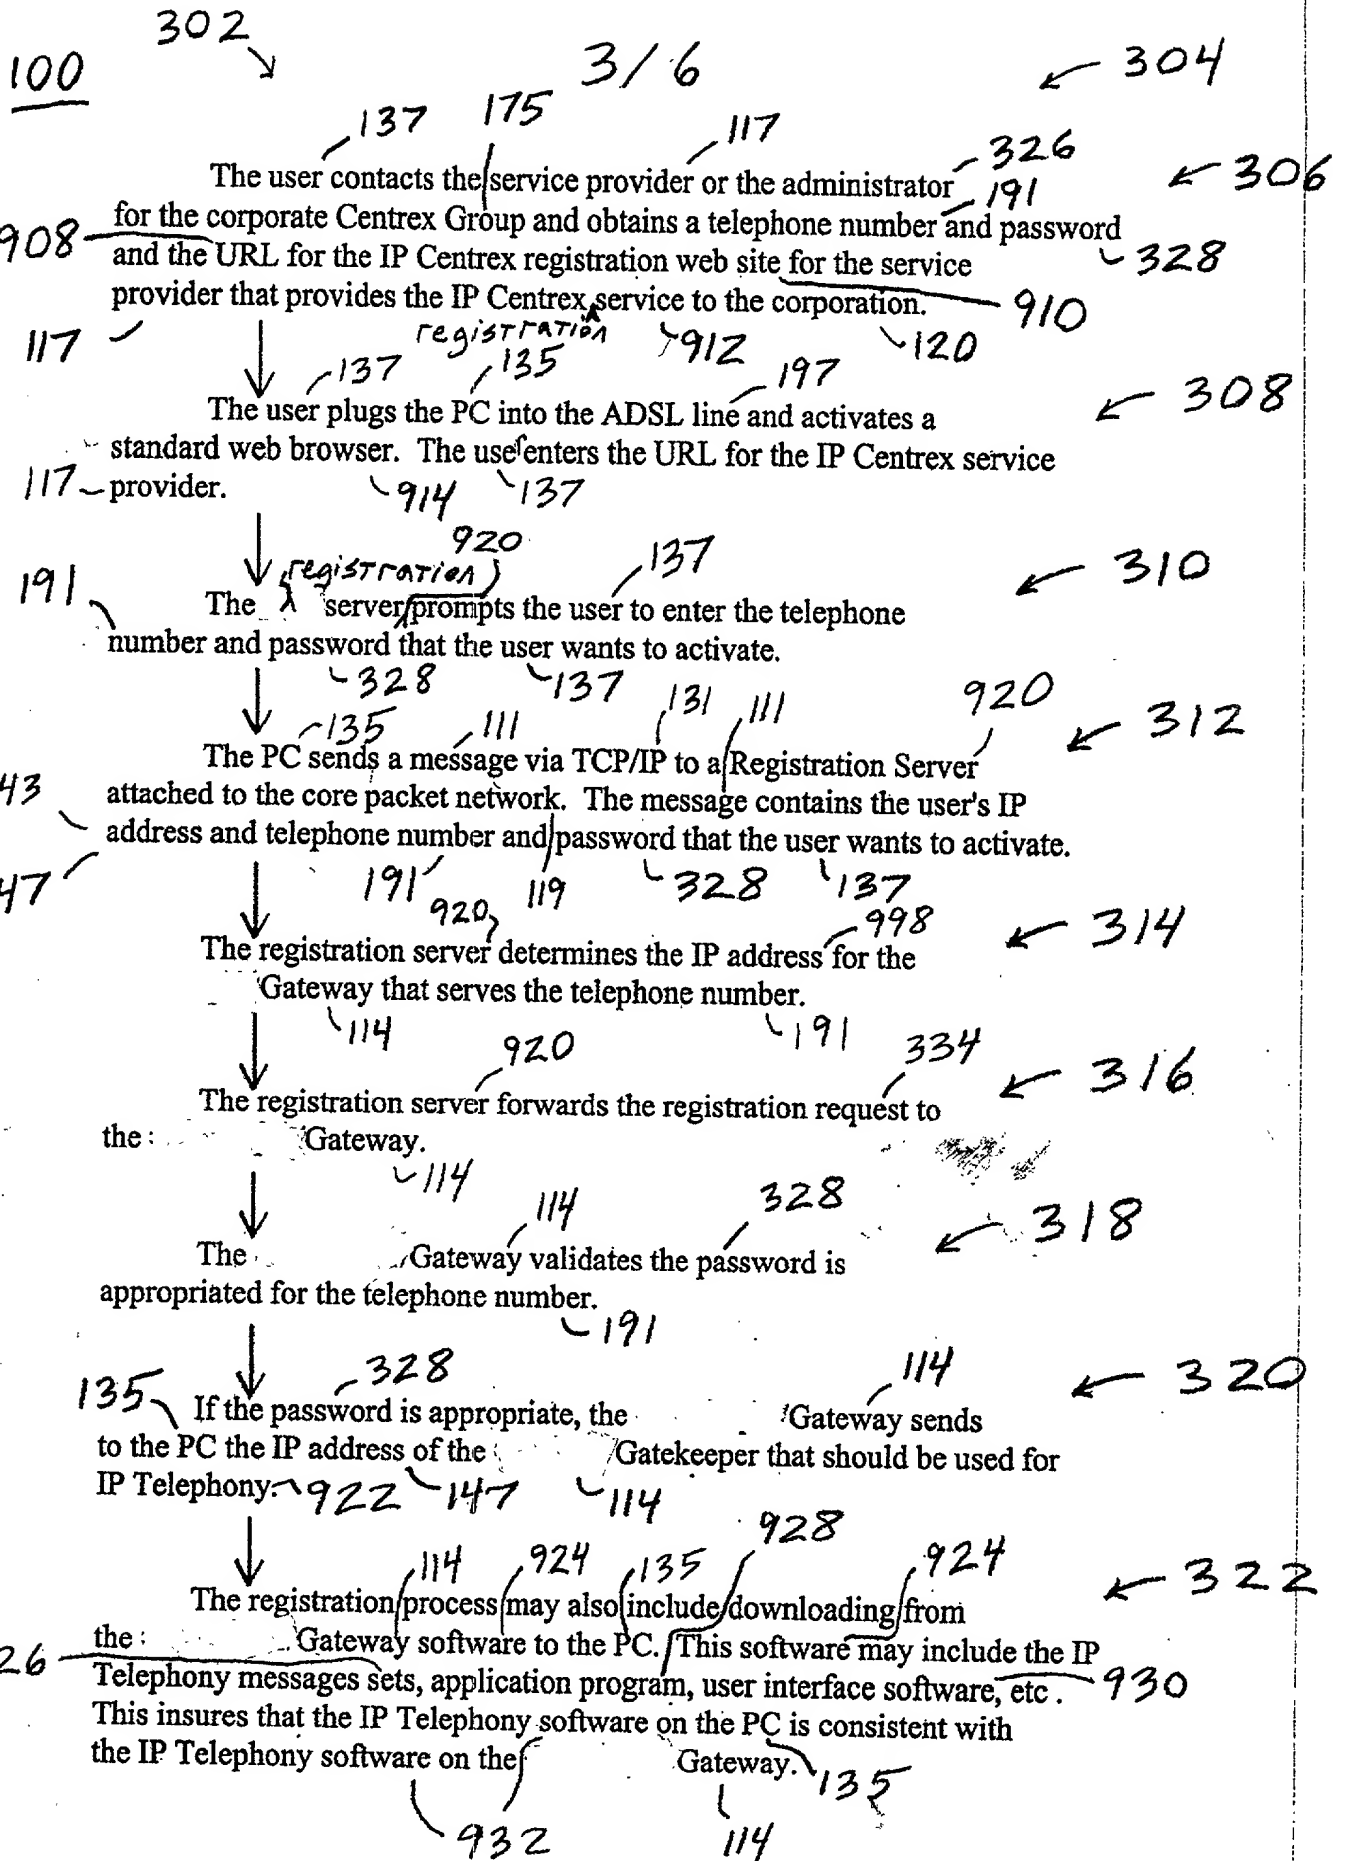 302
100
3/6
304
137
175
117
326
306
The user contacts the service provider or the administrator
191
for the corporate Centrex Group and obtains a telephone number and password
908
and the URL for the IP Centrex registration web site for the service
328
provider that provides the IP Centrex registration service to the corporation.
910
117
912
120
137
135
197
308
The user plugs the PC into the ADSL line and activates a
standard web browser. The user enters the URL for the IP Centrex service
117 provider.
914
137
920
137
310
191
The registration server prompts the user to enter the telephone
number and password that the user wants to activate.
328
137
131
920
135
111
111
312
The PC sends a message via TCP/IP to a Registration Server
43
attached to the core packet network. The message contains the user's IP
address and telephone number and password that the user wants to activate.
47
191
119
328
137
920
998
314
The registration server determines the IP address for the
Gateway that serves the telephone number.
114
191
920
334
316
The registration server forwards the registration request to
the: Gateway.
114
114
328
318
The Gateway validates the password is
appropriated for the telephone number.
191
135
328
114
320
If the password is appropriate, the Gateway sends
to the PC the IP address of the Gatekeeper that should be used for
IP Telephony.
922
147
114
928
114
924
135
924
322
The registration process may also include downloading from
the: Gateway software to the PC. This software may include the IP
26
Telephony messages sets, application program, user interface software, etc .
930
This insures that the IP Telephony software on the PC is consistent with
the IP Telephony software on the Gateway.
135
932
114